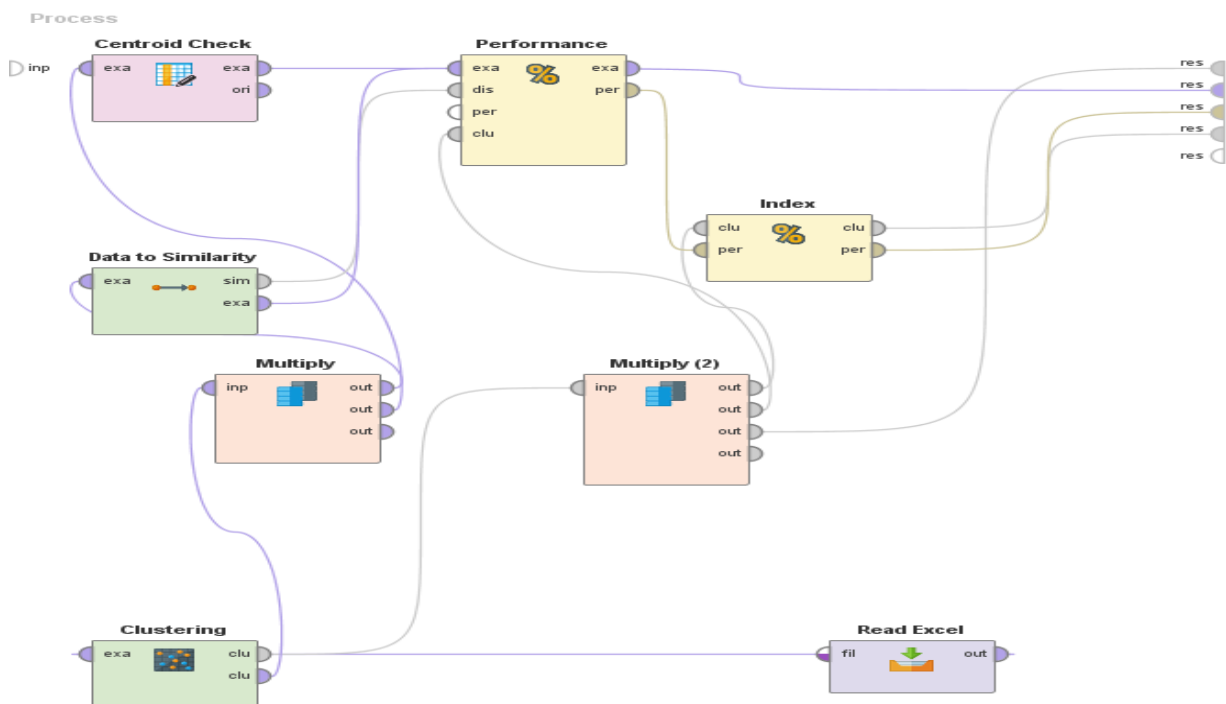 Process
inp
Centroid Check
exa exa
ori
Performance
exa exa
dis per
per
clu
res
res
res
res
res
Index
clu clu
per per
Data to Similarity
exa sim
exa
Multiply
inp out
out
out
Multiply (2)
inp out
out
out
out
Clustering
exa clu
clu
Read Excel
fil out